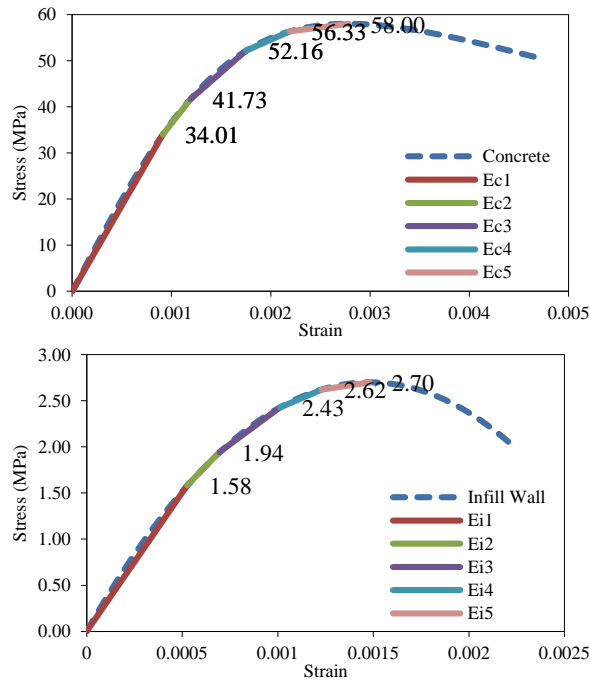 60
50
40
30
20
10
0
Stress (MPa)
58.00
56.33
52.16
41.73
34.01
Concrete
Ec1
Ec2
Ec3
Ec4
Ec5
0.000 0.001 0.002 0.003 0.004 0.005
Strain
3.00
2.50
2.00
1.50
1.00
0.50
0.00
Stress (MPa)
2.70
2.62
2.43
1.94
1.58
Infill Wall
Ei1
Ei2
Ei3
Ei4
Ei5
0 0.0005 0.001 0.0015 0.002 0.0025
Strain